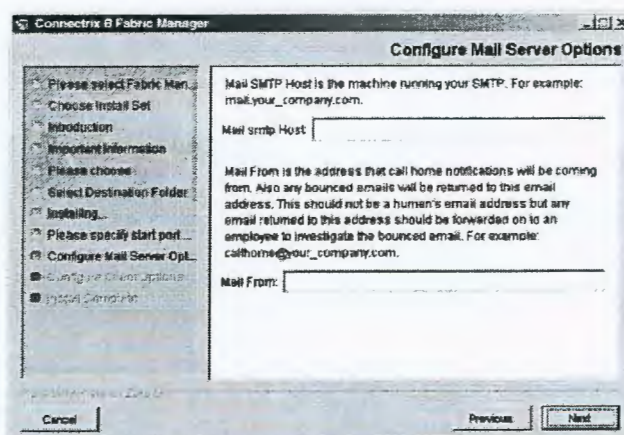 Connectrix B Fabric Manager
Configure Mail Server Options
Please select Fabric Man...
Choose Install Set
Introduction
Important Information
Please choose
Select Destination Folder
Installing...
Please specify start port ...
Configure Mail Server Opt...
Configure Client Options
Install Complete
Mail SMTP Host is the machine running your SMTP. For example:
mail.your_company.com.
Mail smtp Host
Mail From is the address that call home notifications will be coming
from. Also any bounced emails will be returned to this email
address. This should not be a human's email address but any
email returned to this address should be forwarded on to an
employee to investigate the bounced email. For example:
callhome@your_company.com.
Mail From:
Cancel
Previous
Next